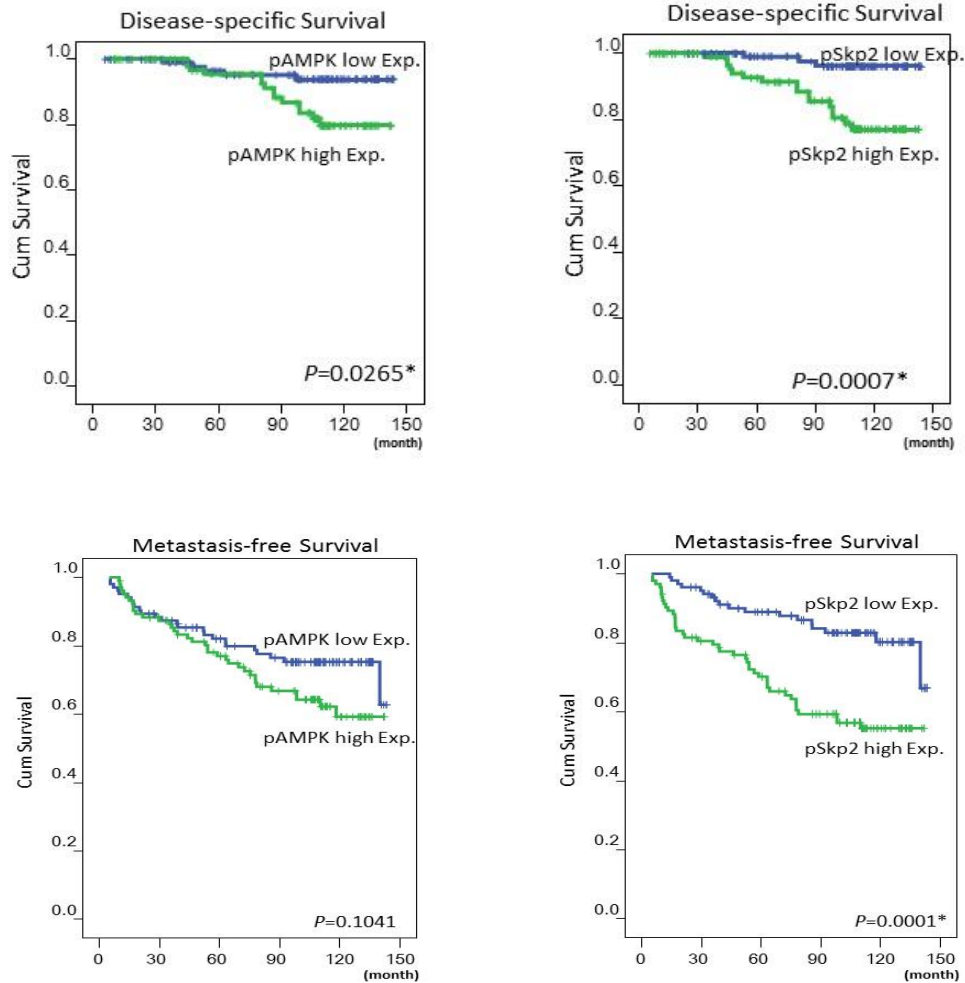 Disease-specific Survival
1.0
pAMPK low Exp.
0.8
pAMPK high Exp.
0.6
Cum Survival
0.4
0.2
0.0
P=0.0265*
0 30 60 90 120 150
(month)
Disease-specific Survival
1.0
pSkp2 low Exp.
0.8
pSkp2 high Exp.
0.6
Cum Survival
0.4
0.2
0.0
P=0.0007*
0 30 60 90 120 150
(month)
Metastasis-free Survival
1.0
0.8
pAMPK low Exp.
0.6
pAMPK high Exp.
Cum Survival
0.4
0.2
0.0
P=0.1041
0 30 60 90 120 150
(month)
Metastasis-free Survival
1.0
pSkp2 low Exp.
0.8
0.6
pSkp2 high Exp.
Cum Survival
0.4
0.2
0.0
P=0.0001*
0 30 60 90 120 150
(month)